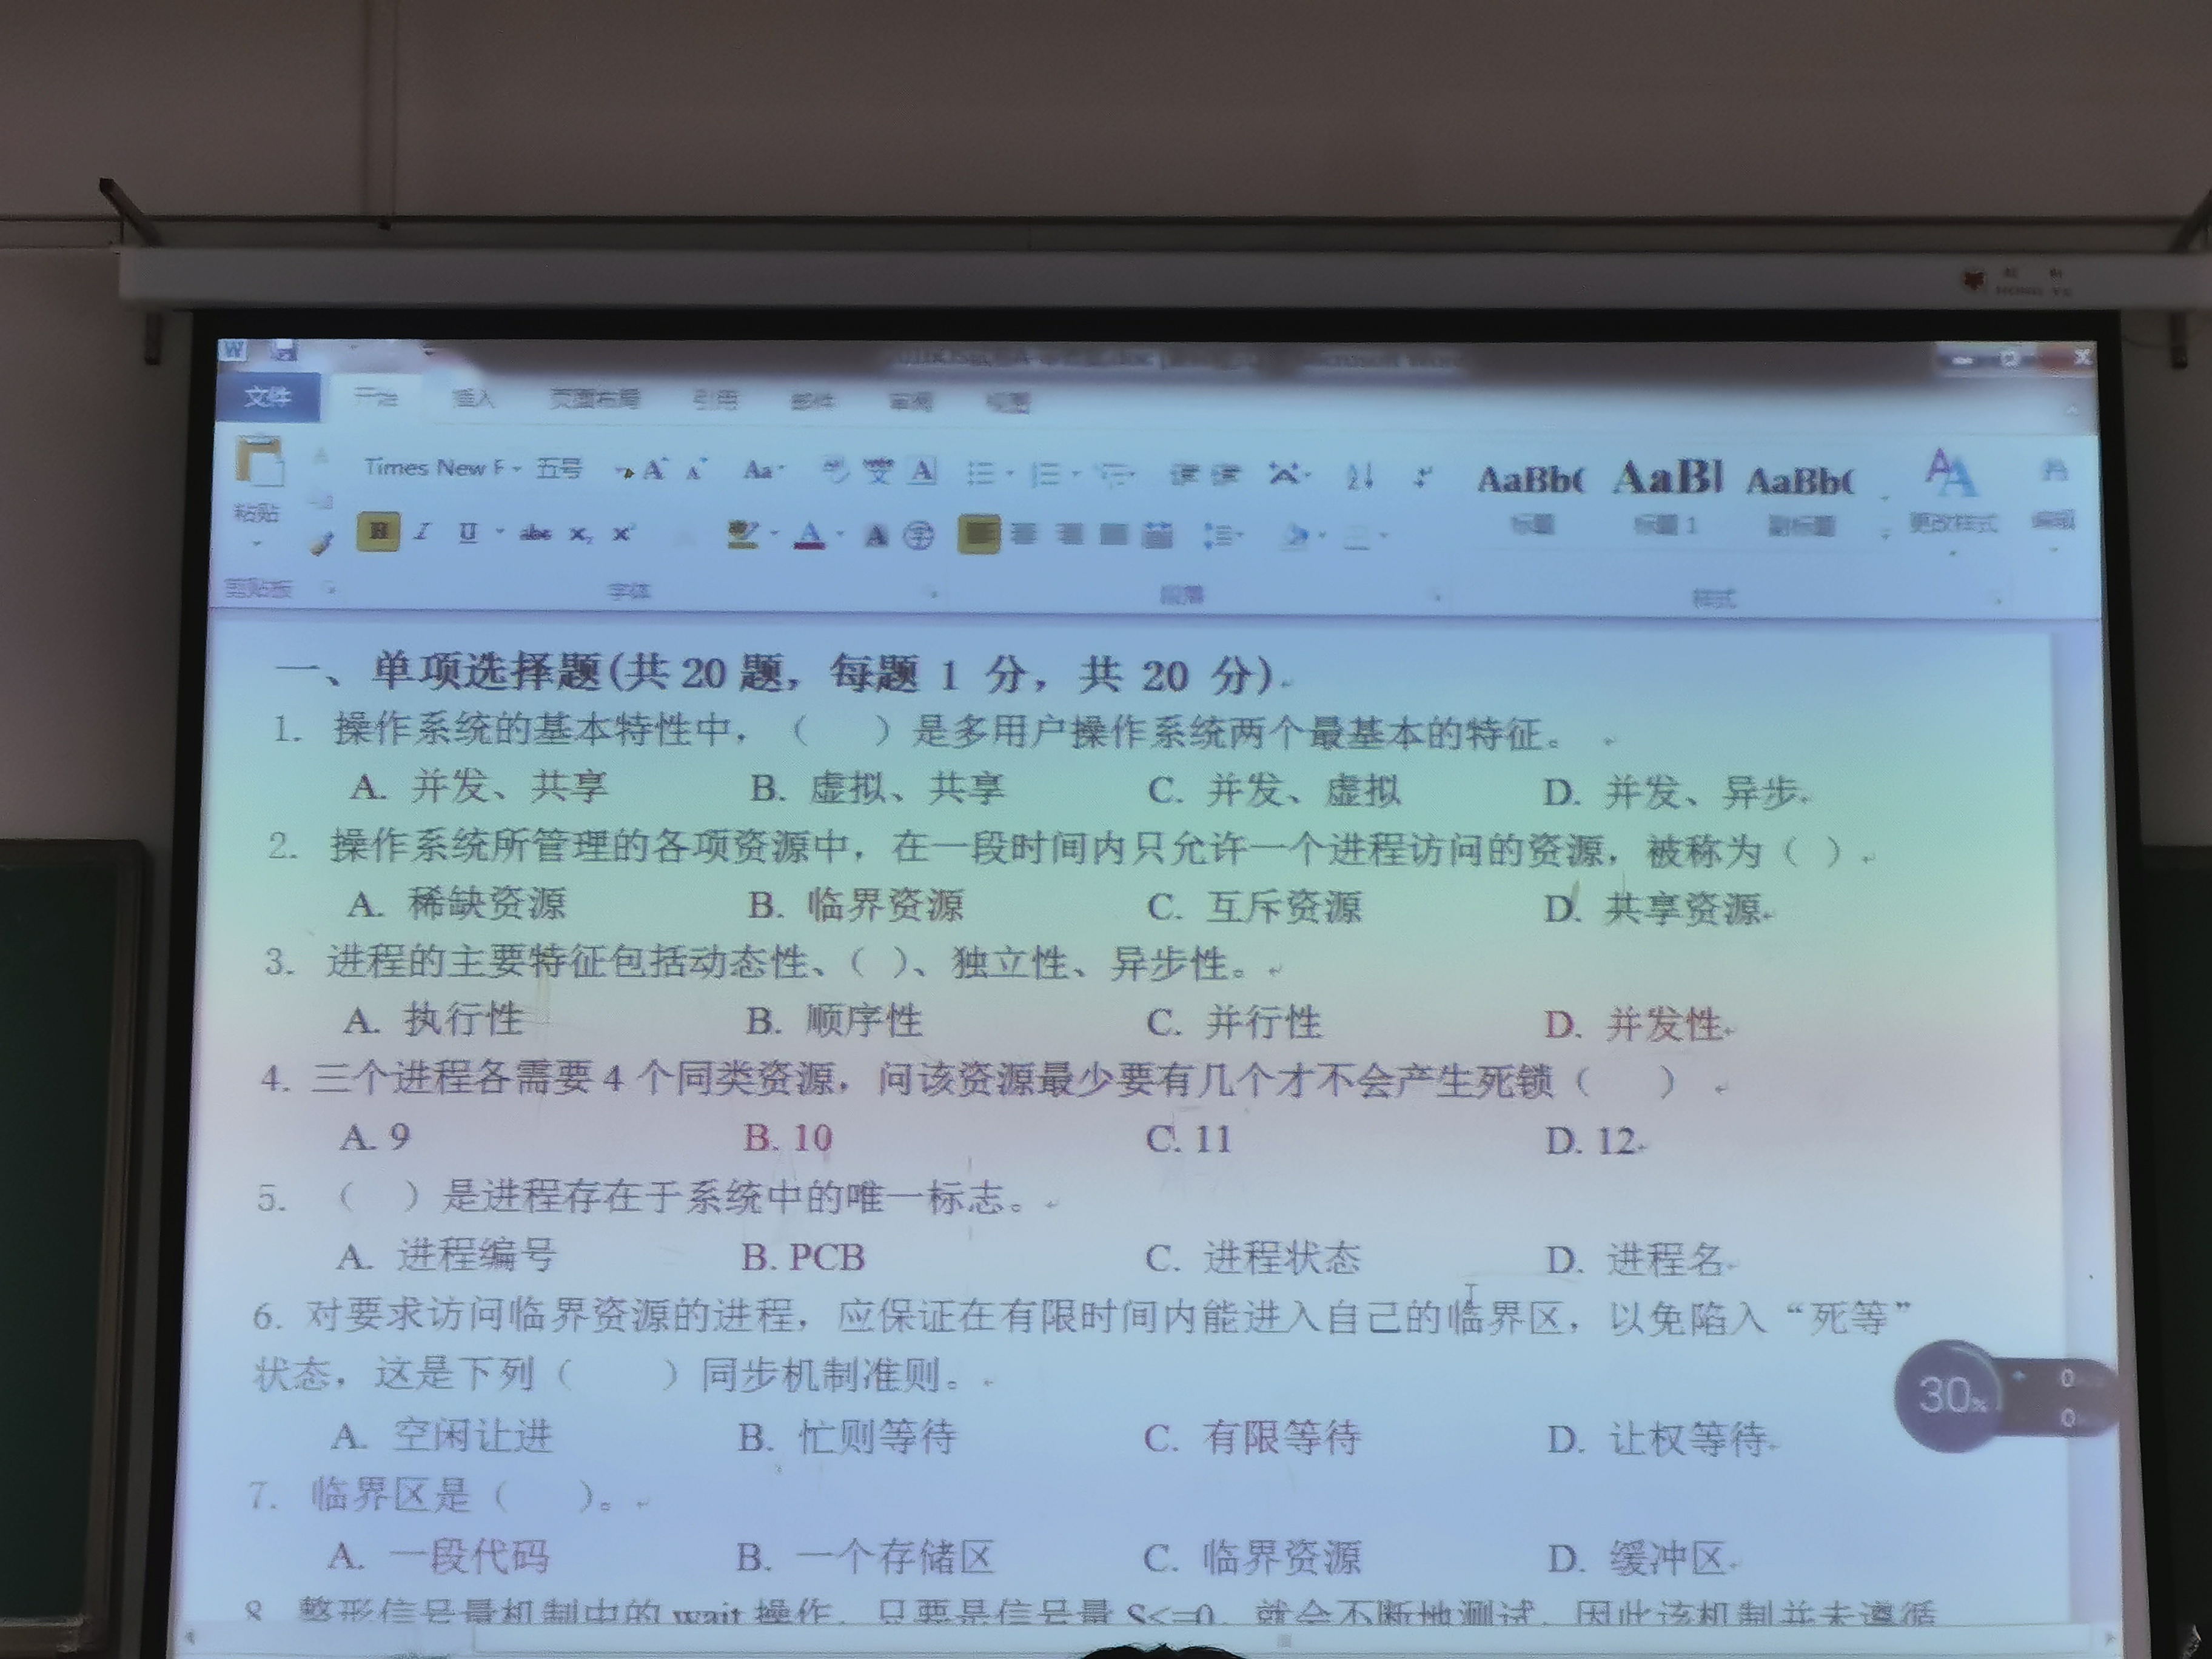 文件 开始 插入 页面布局 引用 邮件 审阅 视图
Times New F 五号 Aa AaBb( AaBl AaBb(
粘贴 B I U abc x₂ x² A 标题 标题 1 副标题 更改样式 编辑
剪贴板 字体 段落 样式
一、单项选择题(共 20 题，每题 1 分，共 20 分)
1. 操作系统的基本特性中，（ ）是多用户操作系统两个最基本的特征。
A. 并发、共享 B. 虚拟、共享 C. 并发、虚拟 D. 并发、异步
2. 操作系统所管理的各项资源中，在一段时间内只允许一个进程访问的资源，被称为（ ）
A. 稀缺资源 B. 临界资源 C. 互斥资源 D. 共享资源
3. 进程的主要特征包括动态性、（ ）、独立性、异步性。
A. 执行性 B. 顺序性 C. 并行性 D. 并发性
4. 三个进程各需要 4 个同类资源，问该资源最少要有几个才不会产生死锁（ ）
A. 9 B. 10 C. 11 D. 12
5. （ ）是进程存在于系统中的唯一标志。
A. 进程编号 B. PCB C. 进程状态 D. 进程名
6. 对要求访问临界资源的进程，应保证在有限时间内能进入自己的临界区，以免陷入“死等”
状态，这是下列（ ）同步机制准则。
30%
0
0
A. 空闲让进 B. 忙则等待 C. 有限等待 D. 让权等待
7. 临界区是（ ）。
A. 一段代码 B. 一个存储区 C. 临界资源 D. 缓冲区
8. 整形信号量机制中的 wait 操作，只要是信号量 S<=0，就会不断地测试，因此该机制并未遵循